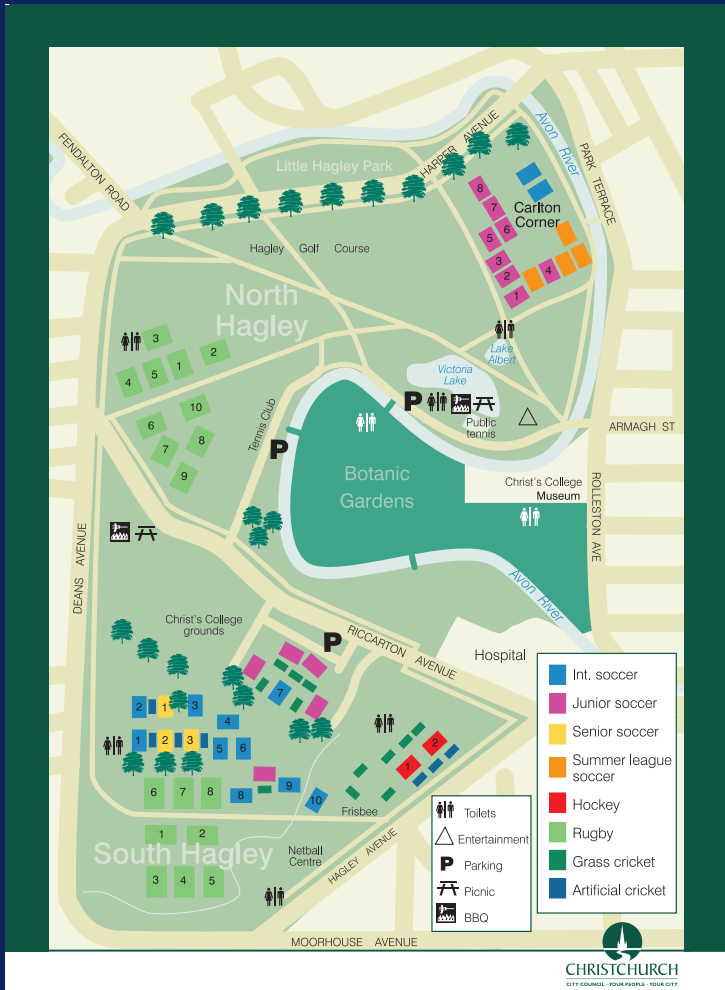 FENDALTON ROAD
Little Hagley Park
HARPER AVENUE
Avon River
PARK TERRACE
Carlton
Corner
8
7
6
5
3
2
4
1
Hagley Golf Course
North
Hagley
3
2
1
5
4
10
6
8
7
9
Lake
Albert
Victoria
Lake
P
Public
tennis
ARMAGH ST
Tennis Club
P
Botanic
Gardens
Christ's College
Museum
ROLLESTON AVE
DEANS AVENUE
Avon River
Christ's College
grounds
P
RICCARTON AVENUE
Hospital
7
2
1
3
4
1
2
3
5
6
2
1
6
7
8
8
9
10
Frisbee
1
2
South Hagley
3
4
5
Netball
Centre
HAGLEY AVENUE
MOORHOUSE AVENUE
Toilets
Entertainment
P Parking
Picnic
BBQ
Int. soccer
Junior soccer
Senior soccer
Summer league
soccer
Hockey
Rugby
Grass cricket
Artificial cricket
CHRISTCHURCH
CITY COUNCIL · YOUR PEOPLE · YOUR CITY